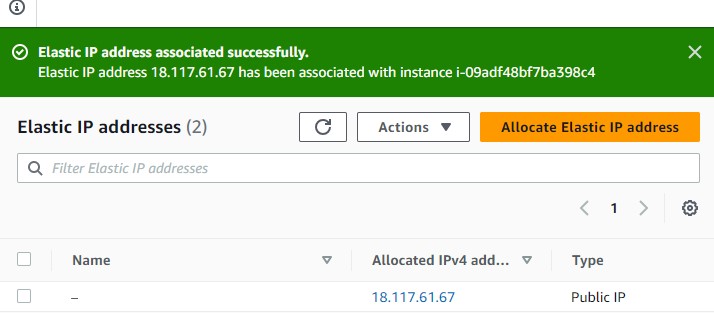 Elastic IP address associated successfully.
Elastic IP address 18.117.61.67 has been associated with instance i-09adf48bf7ba398c4
Elastic IP addresses (2)
Actions
Allocate Elastic IP address
Filter Elastic IP addresses
1
Name
Allocated IPv4 add...
Type
–
18.117.61.67
Public IP